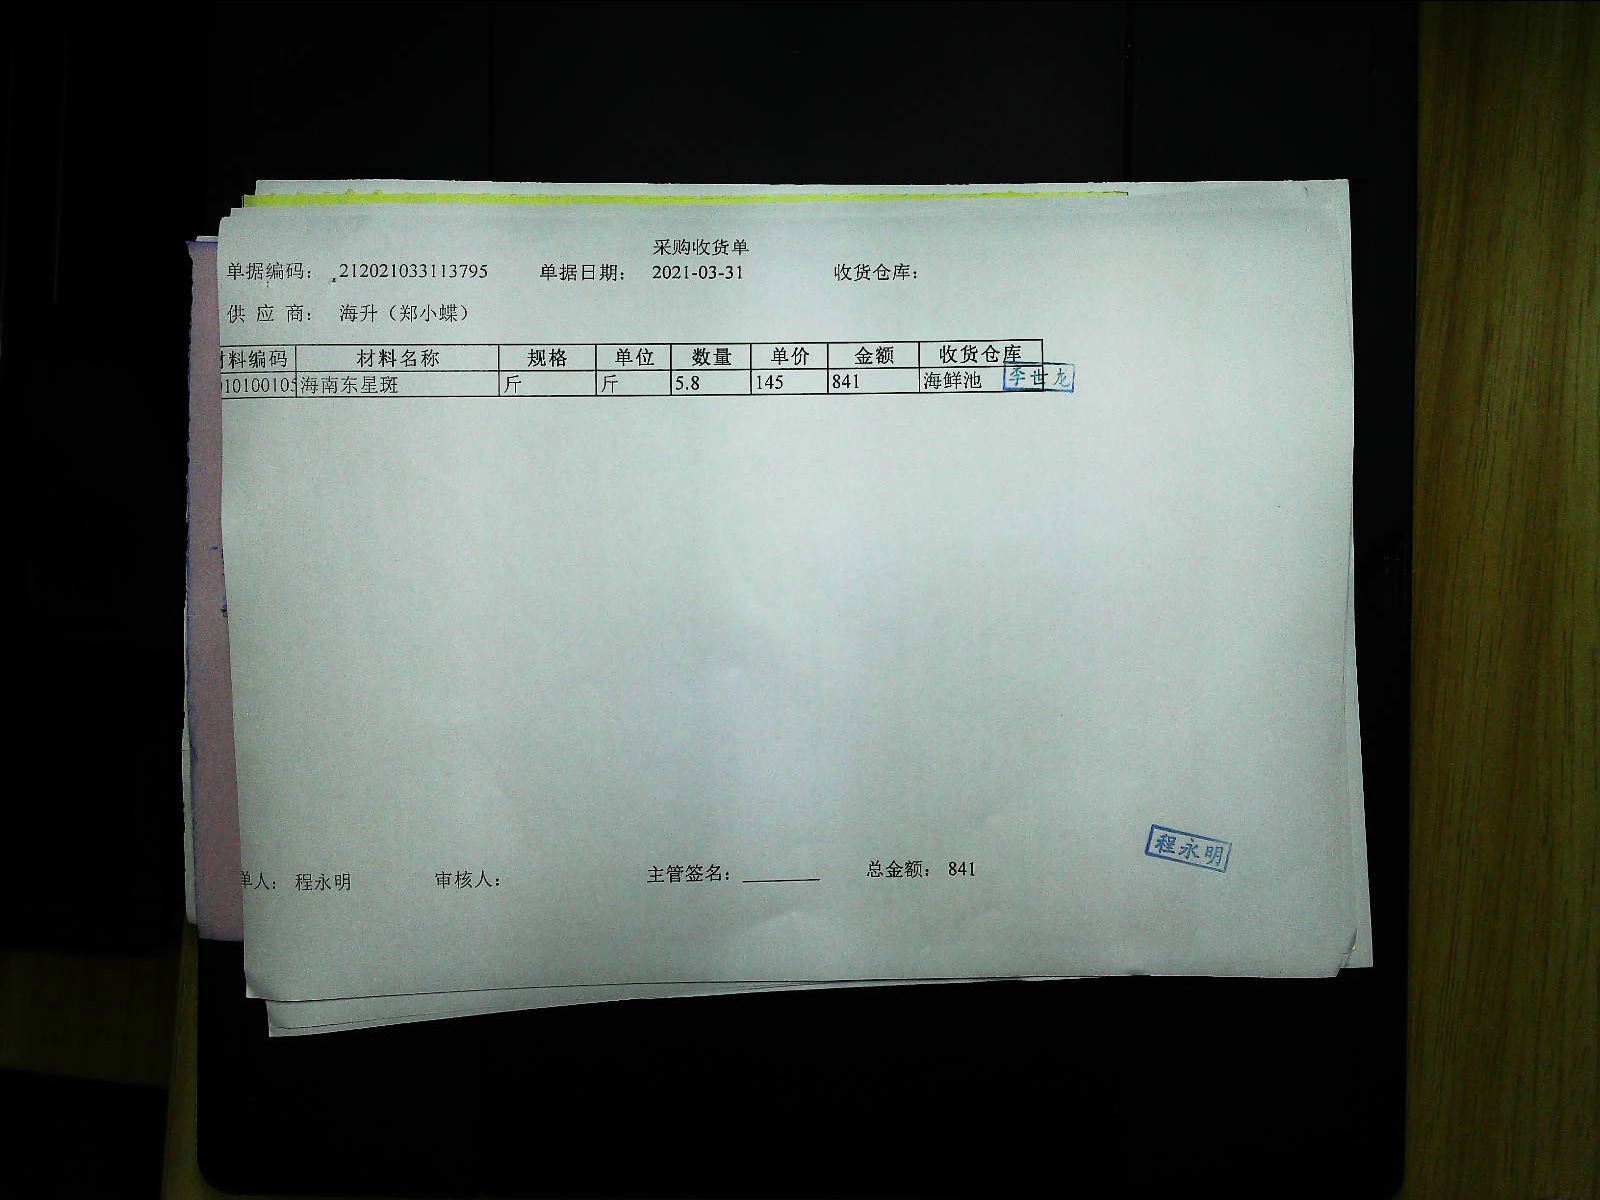 采购收货单
单据编码： 212021033113795 单据日期： 2021-03-31 收货仓库：
供 应 商： 海升（郑小蝶）
料编码 材料名称 规格 单位 数量 单价 金额 收货仓库
10100105 海南东星斑 斤 斤 5.8 145 841 海鲜池 李世龙
程永明
单人： 程永明 审核人： 主管签名： 总金额： 841